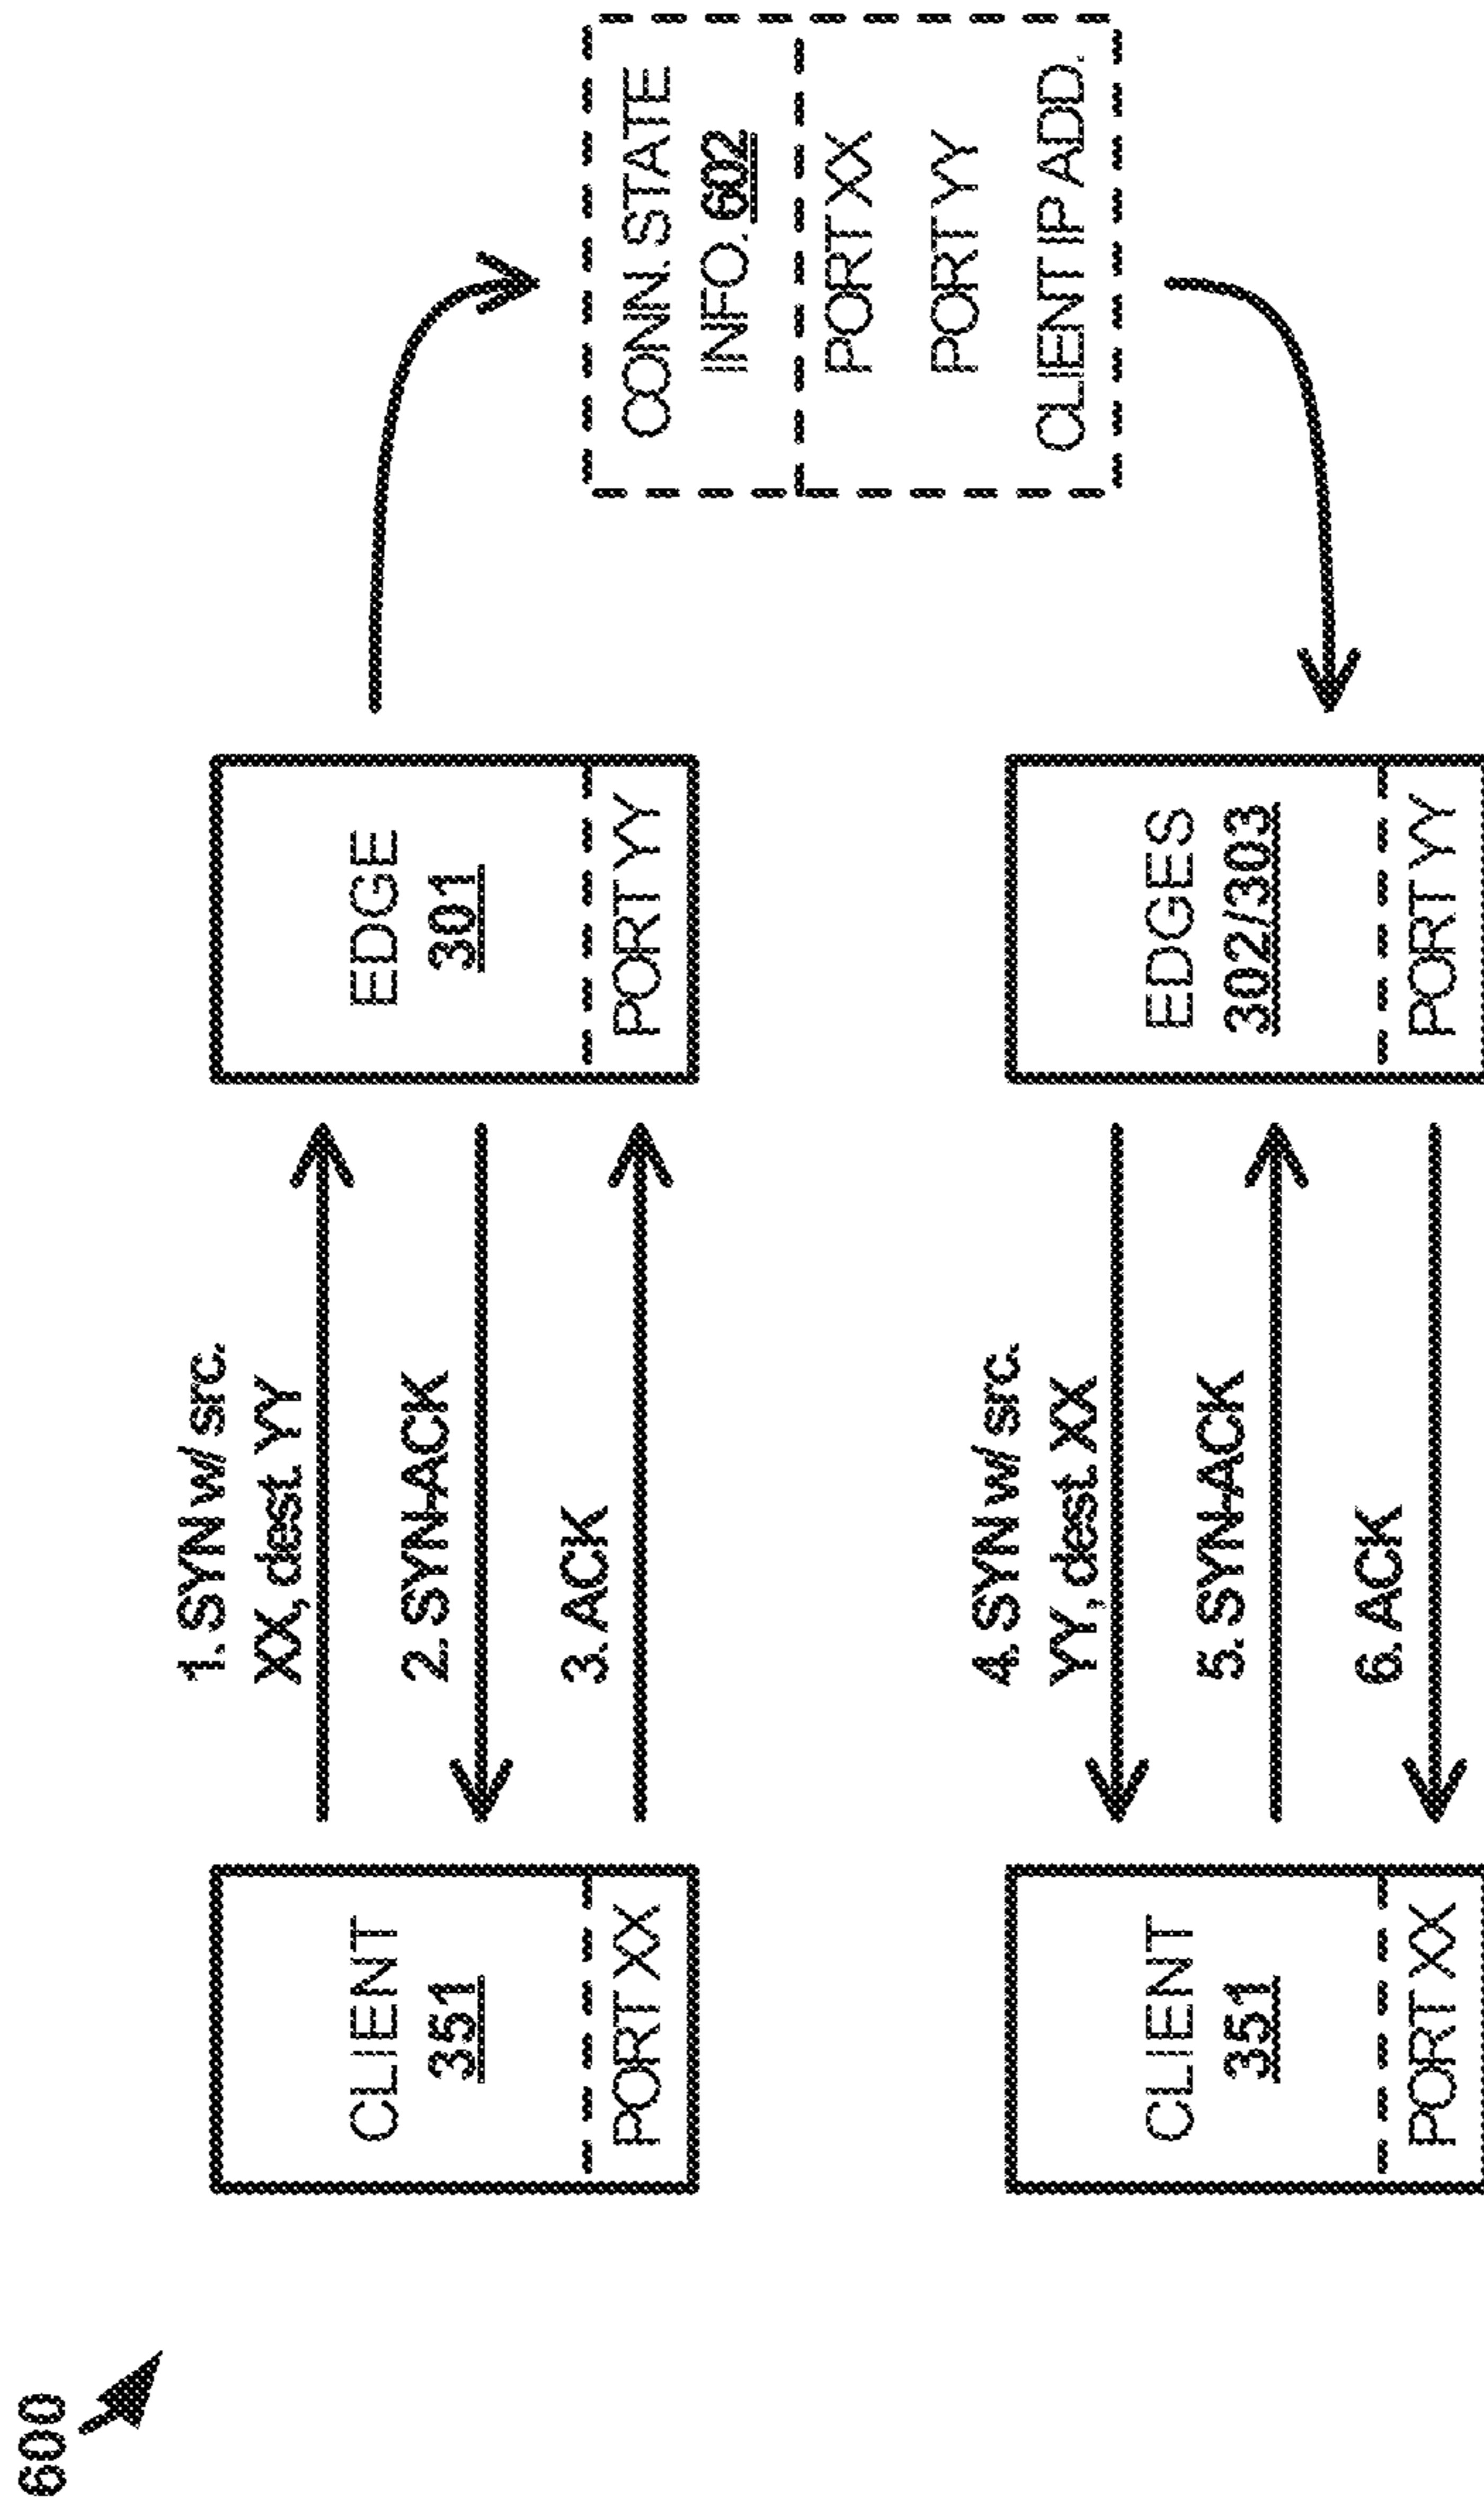 600
CLIENT
351
PORT XX
1. SYN w/ src.
XX, dest. YY
2. SYN-ACK
3. ACK
EDGE
301
PORT YY
CONN. STATE
INFO. 602
PORT XX
PORT YY
CLIENT IP ADD.
CLIENT
351
PORT XX
4. SYN w/ src.
YY, dest. XX
5. SYN-ACK
6. ACK
EDGES
302/303
PORT YY